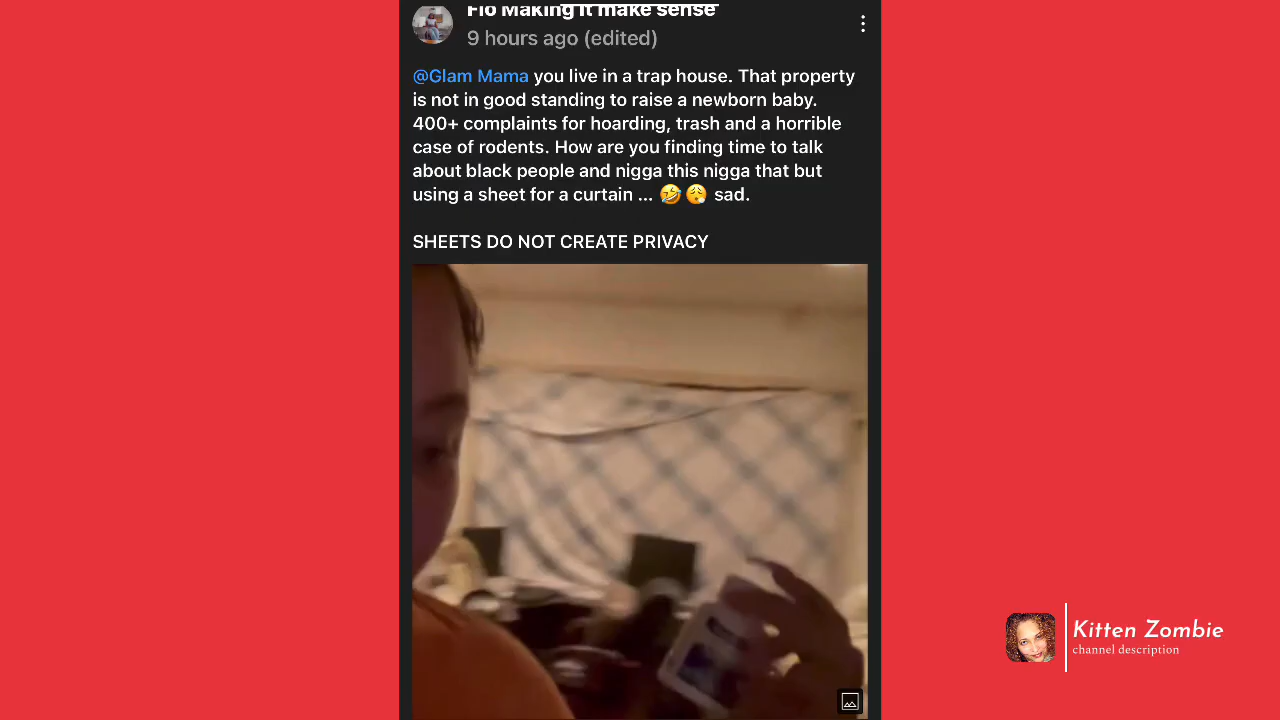 Flo Making it make sense
9 hours ago (edited)
@Glam Mama you live in a trap house. That property
is not in good standing to raise a newborn baby.
400+ complaints for hoarding, trash and a horrible
case of rodents. How are you finding time to talk
about black people and nigga this nigga that but
using a sheet for a curtain ... 🤣😮‍💨 sad.
SHEETS DO NOT CREATE PRIVACY
Kitten Zombie
channel description